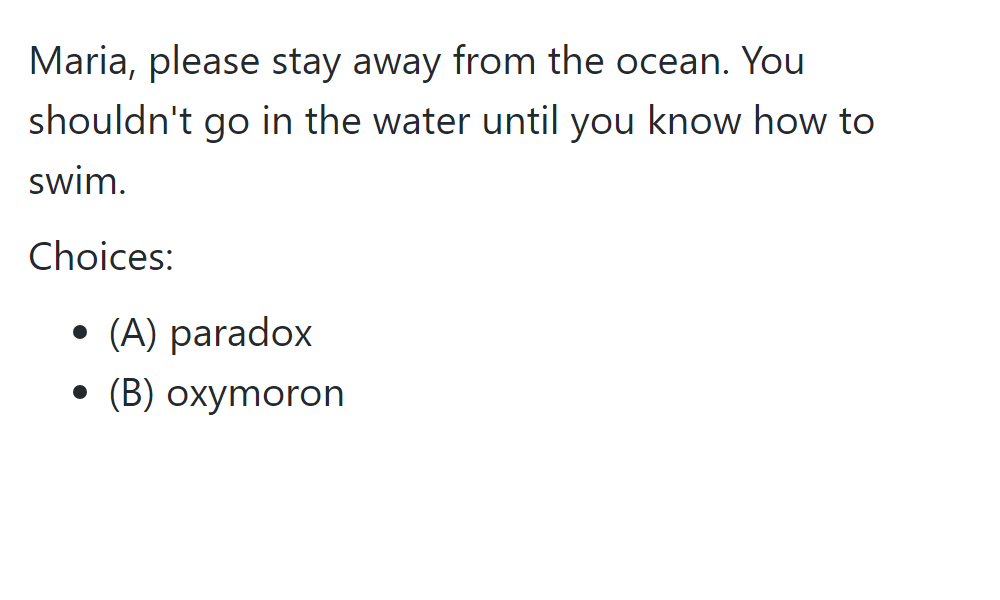 Maria, please stay away from the ocean. You
shouldn't go in the water until you know how to
swim.
Choices:
• (A) paradox
• (B) oxymoron